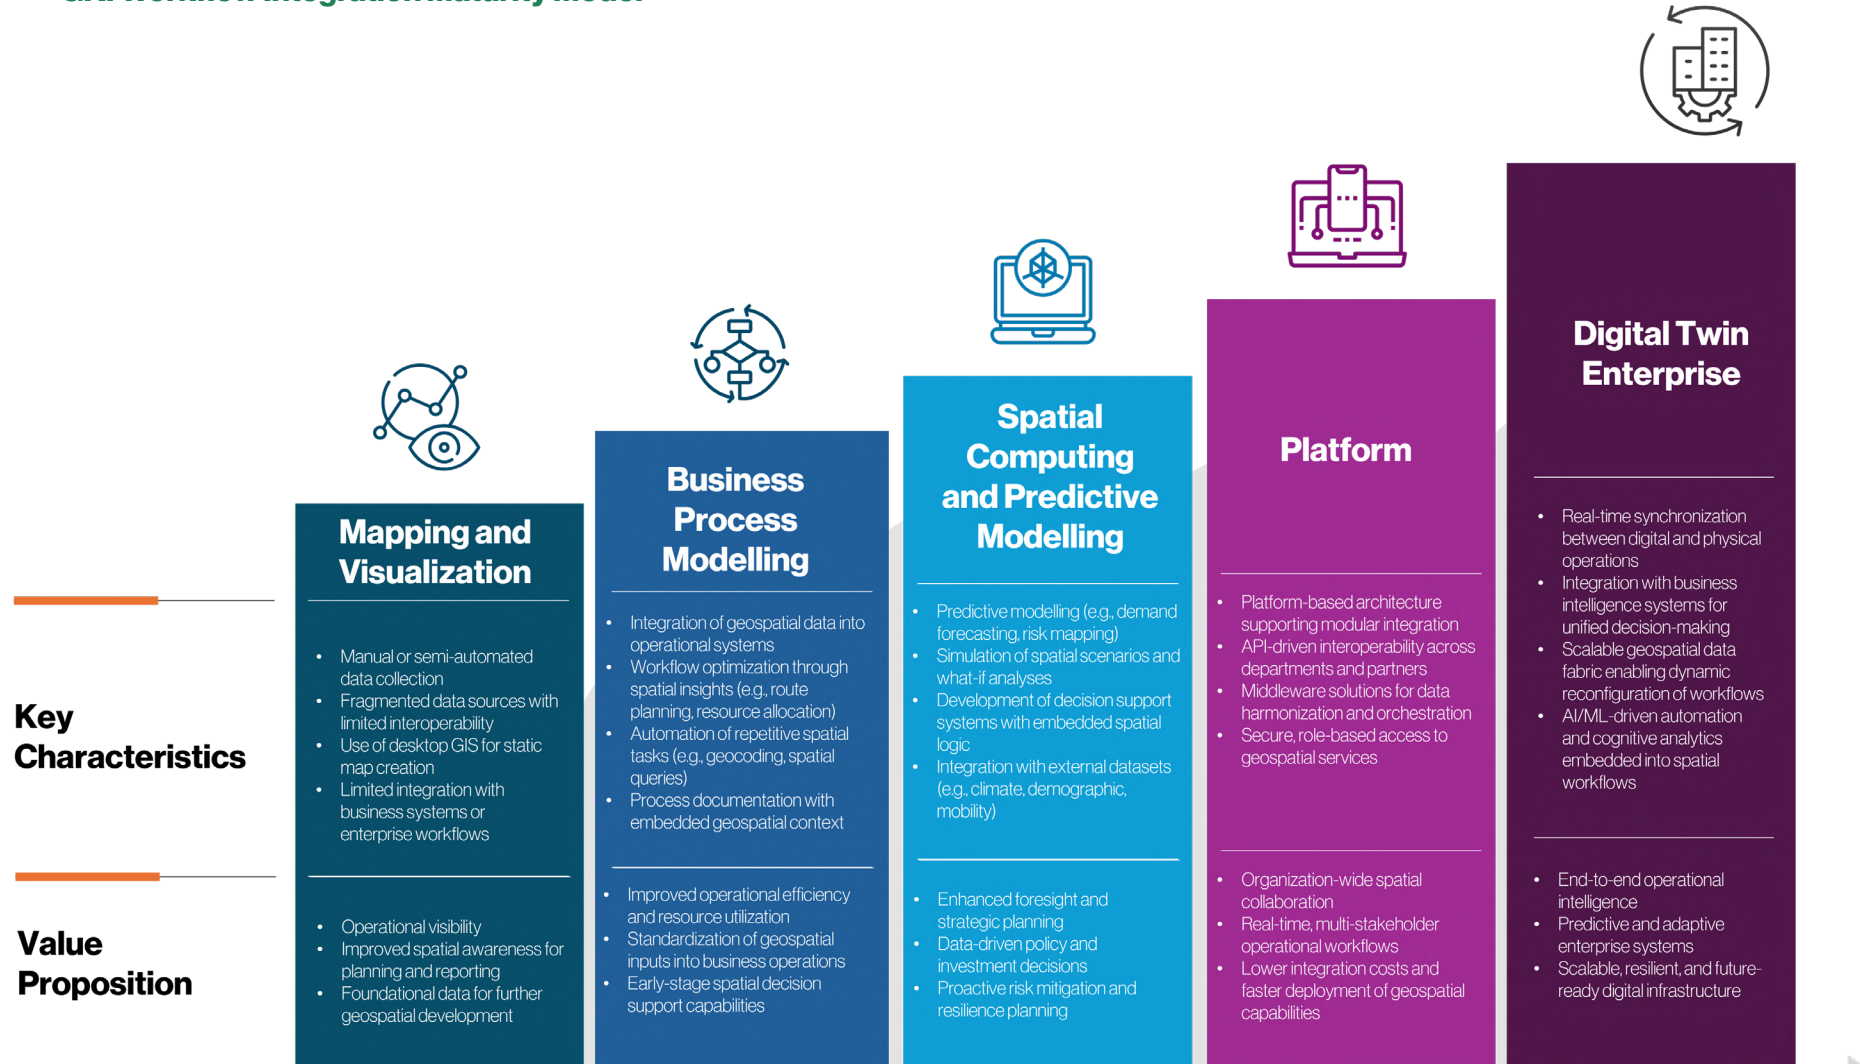 Workflow Integration Maturity Model
Digital Twin
Enterprise
Platform
Spatial
Computing
and Predictive
Modelling
Business
Process
Modelling
Mapping and
Visualization
Key
Characteristics
• Manual or semi-automated
data collection
• Fragmented data sources with
limited interoperability
• Use of desktop GIS for static
map creation
• Limited integration with
business systems or
enterprise workflows
• Integration of geospatial data into
operational systems
• Workflow optimization through
spatial insights (e.g., route
planning, resource allocation)
• Automation of repetitive spatial
tasks (e.g., geocoding, spatial
queries)
• Process documentation with
embedded geospatial context
• Predictive modelling (e.g., demand
forecasting, risk mapping)
• Simulation of spatial scenarios and
what-if analyses
• Development of decision support
systems with embedded spatial
logic
• Integration with external datasets
(e.g., climate, demographic,
mobility)
• Platform-based architecture
supporting modular integration
• API-driven interoperability across
departments and partners
• Middleware solutions for data
harmonization and orchestration
• Secure, role-based access to
geospatial services
• Real-time synchronization
between digital and physical
operations
• Integration with business
intelligence systems for
unified decision-making
• Scalable geospatial data
fabric enabling dynamic
reconfiguration of workflows
• AI/ML-driven automation
and cognitive analytics
embedded into spatial
workflows
Value
Proposition
• Operational visibility
• Improved spatial awareness for
planning and reporting
• Foundational data for further
geospatial development
• Improved operational efficiency
and resource utilization
• Standardization of geospatial
inputs into business operations
• Early-stage spatial decision
support capabilities
• Enhanced foresight and
strategic planning
• Data-driven policy and
investment decisions
• Proactive risk mitigation and
resilience planning
• Organization-wide spatial
collaboration
• Real-time, multi-stakeholder
operational workflows
• Lower integration costs and
faster deployment of geospatial
capabilities
• End-to-end operational
intelligence
• Predictive and adaptive
enterprise systems
• Scalable, resilient, and future-
ready digital infrastructure